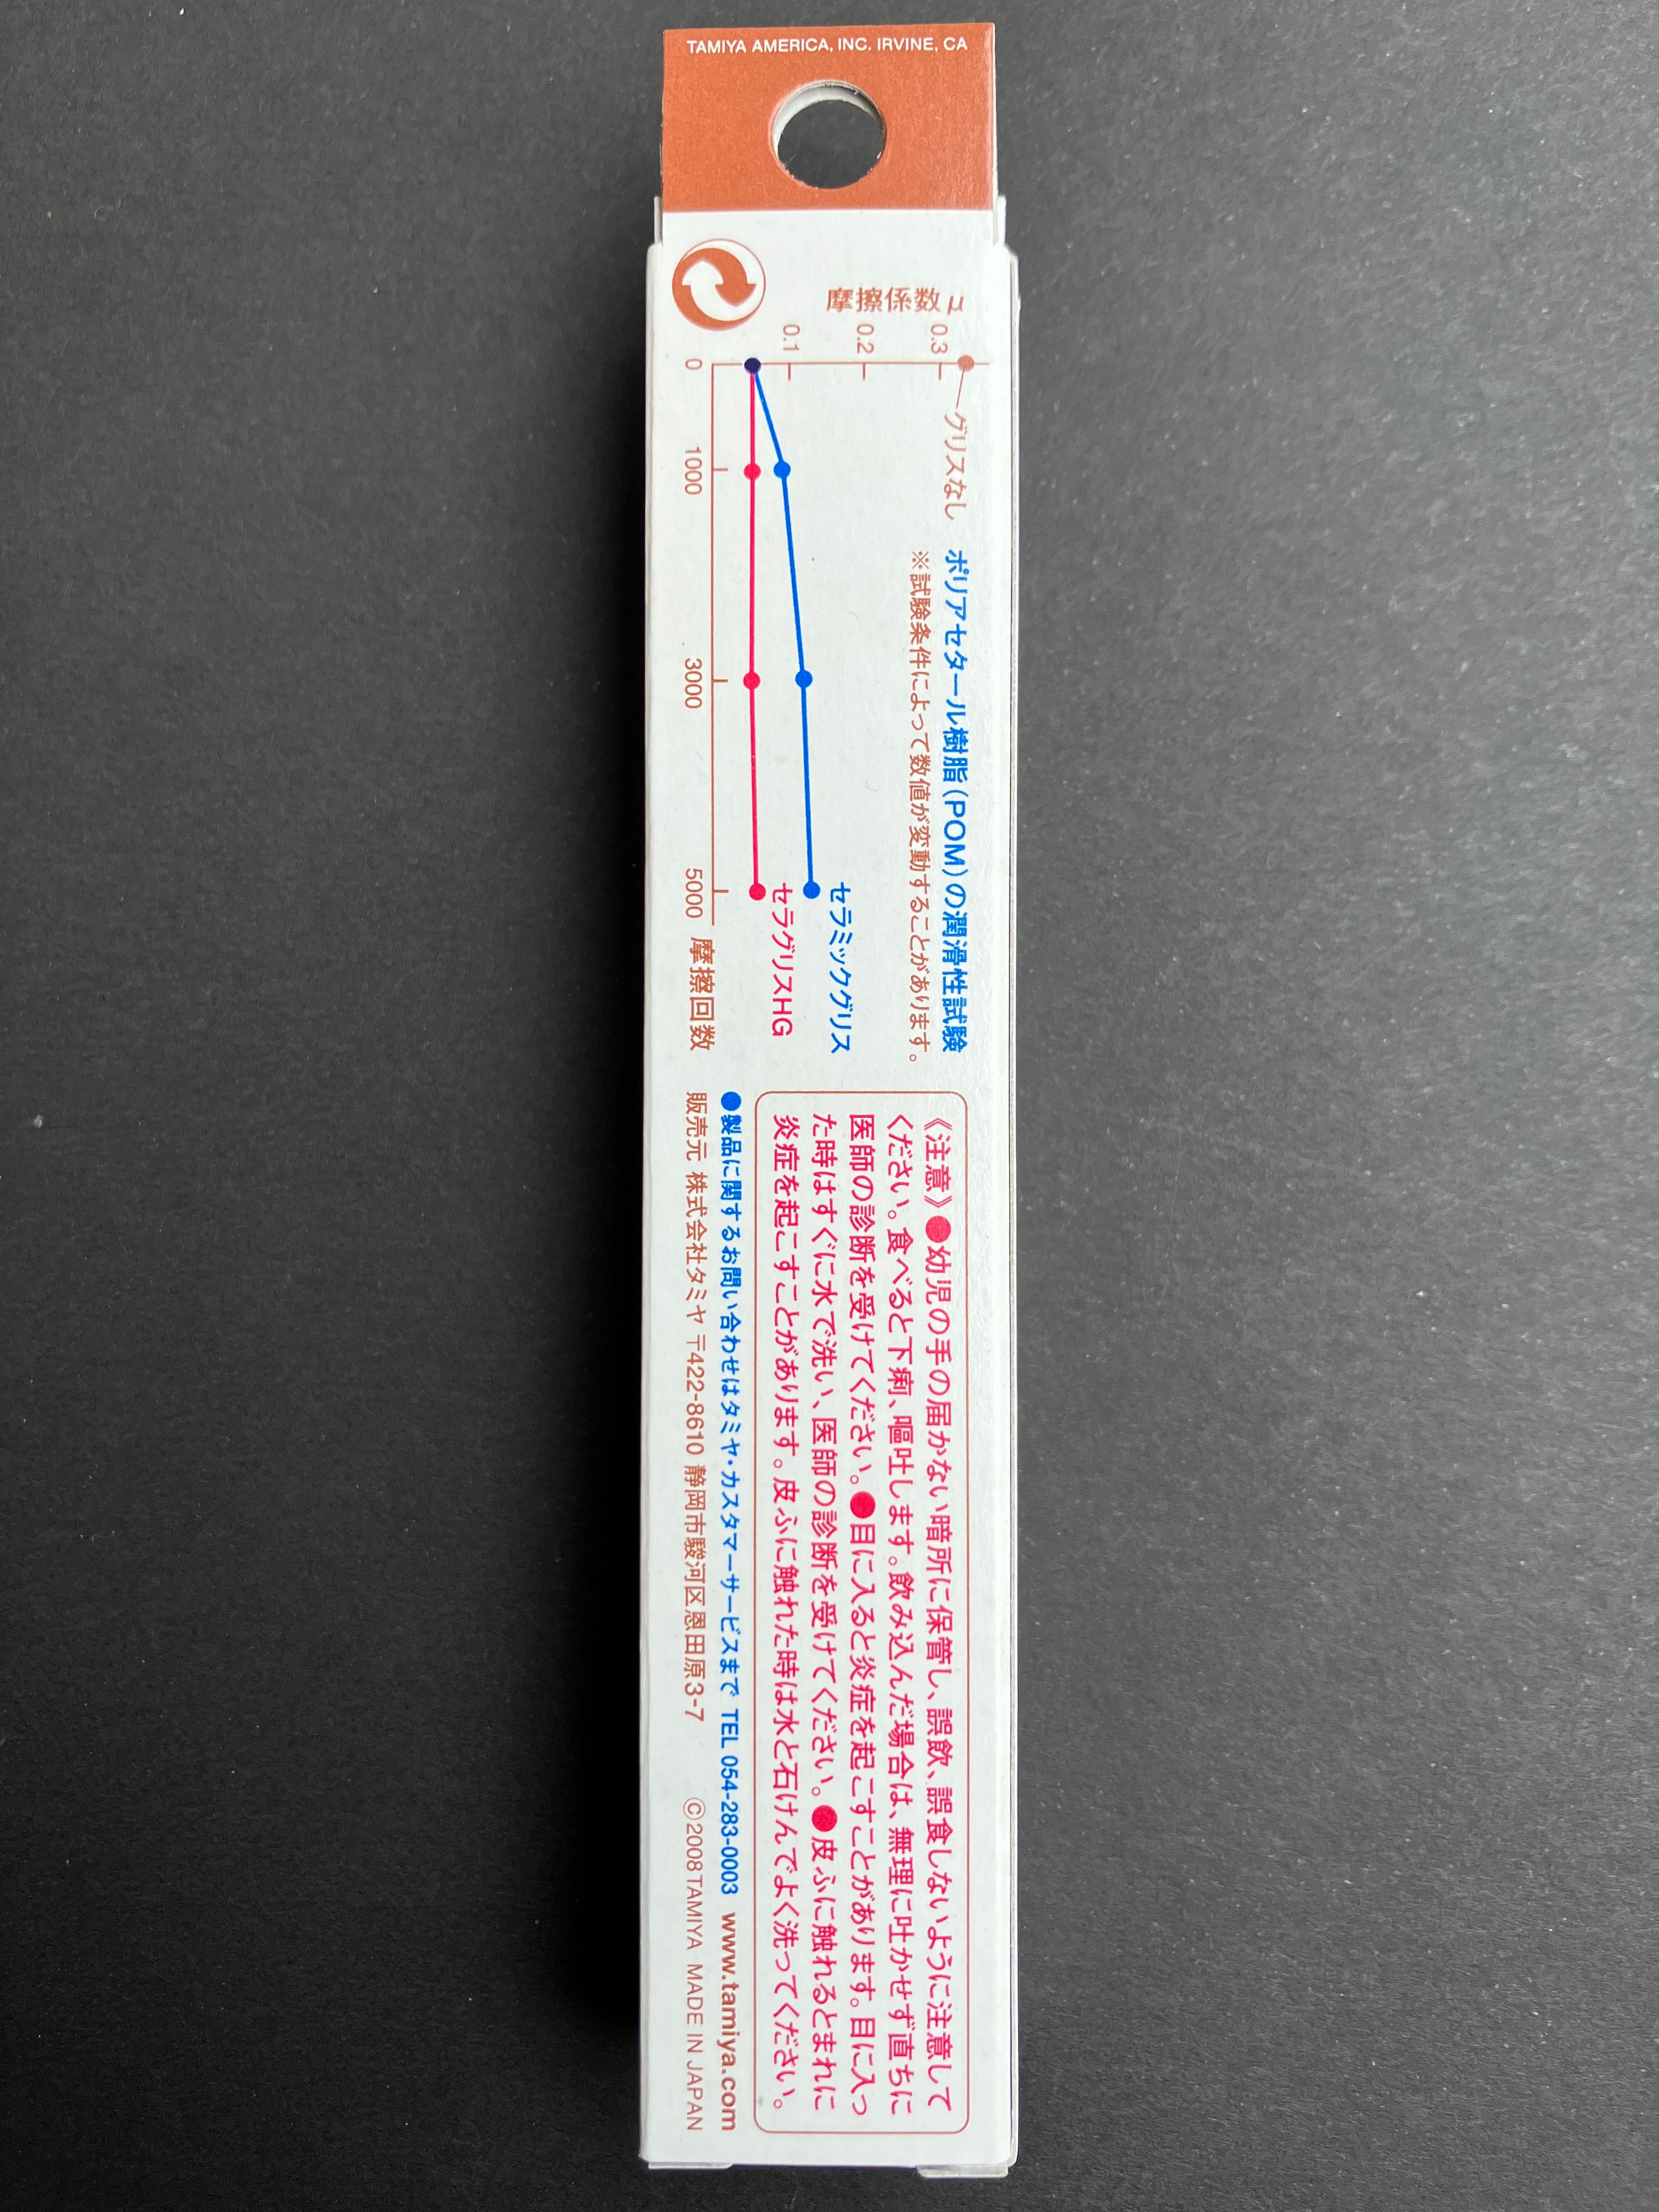 TAMIYA AMERICA, INC. IRVINE, CA
摩擦係数 μ
0.3
0.2
0.1
0
1000
3000
5000
摩擦回数
グリスなし
ポリアセタール樹脂(POM)の潤滑性試験
※試験条件によって数値が変動することがあります。
セラミックグリス
セラグリスHG
《注意》●幼児の手の届かない暗所に保管し、誤飲、誤食しないように注意して
ください。食べると下痢、嘔吐します。飲み込んだ場合は、無理に吐かせず直ちに
医師の診断を受けてください。●目に入ると炎症を起こすことがあります。目に入っ
た時はすぐに水で洗い、医師の診断を受けてください。●皮ふに触れるとまれに
炎症を起こすことがあります。皮ふに触れた時は水と石けんでよく洗ってください。
●製品に関するお問い合わせはタミヤ・カスタマーサービスまで TEL 054-283-0003 www.tamiya.com
販売元 株式会社タミヤ 〒422-8610 静岡市駿河区恩田原3-7 ©2008 TAMIYA MADE IN JAPAN